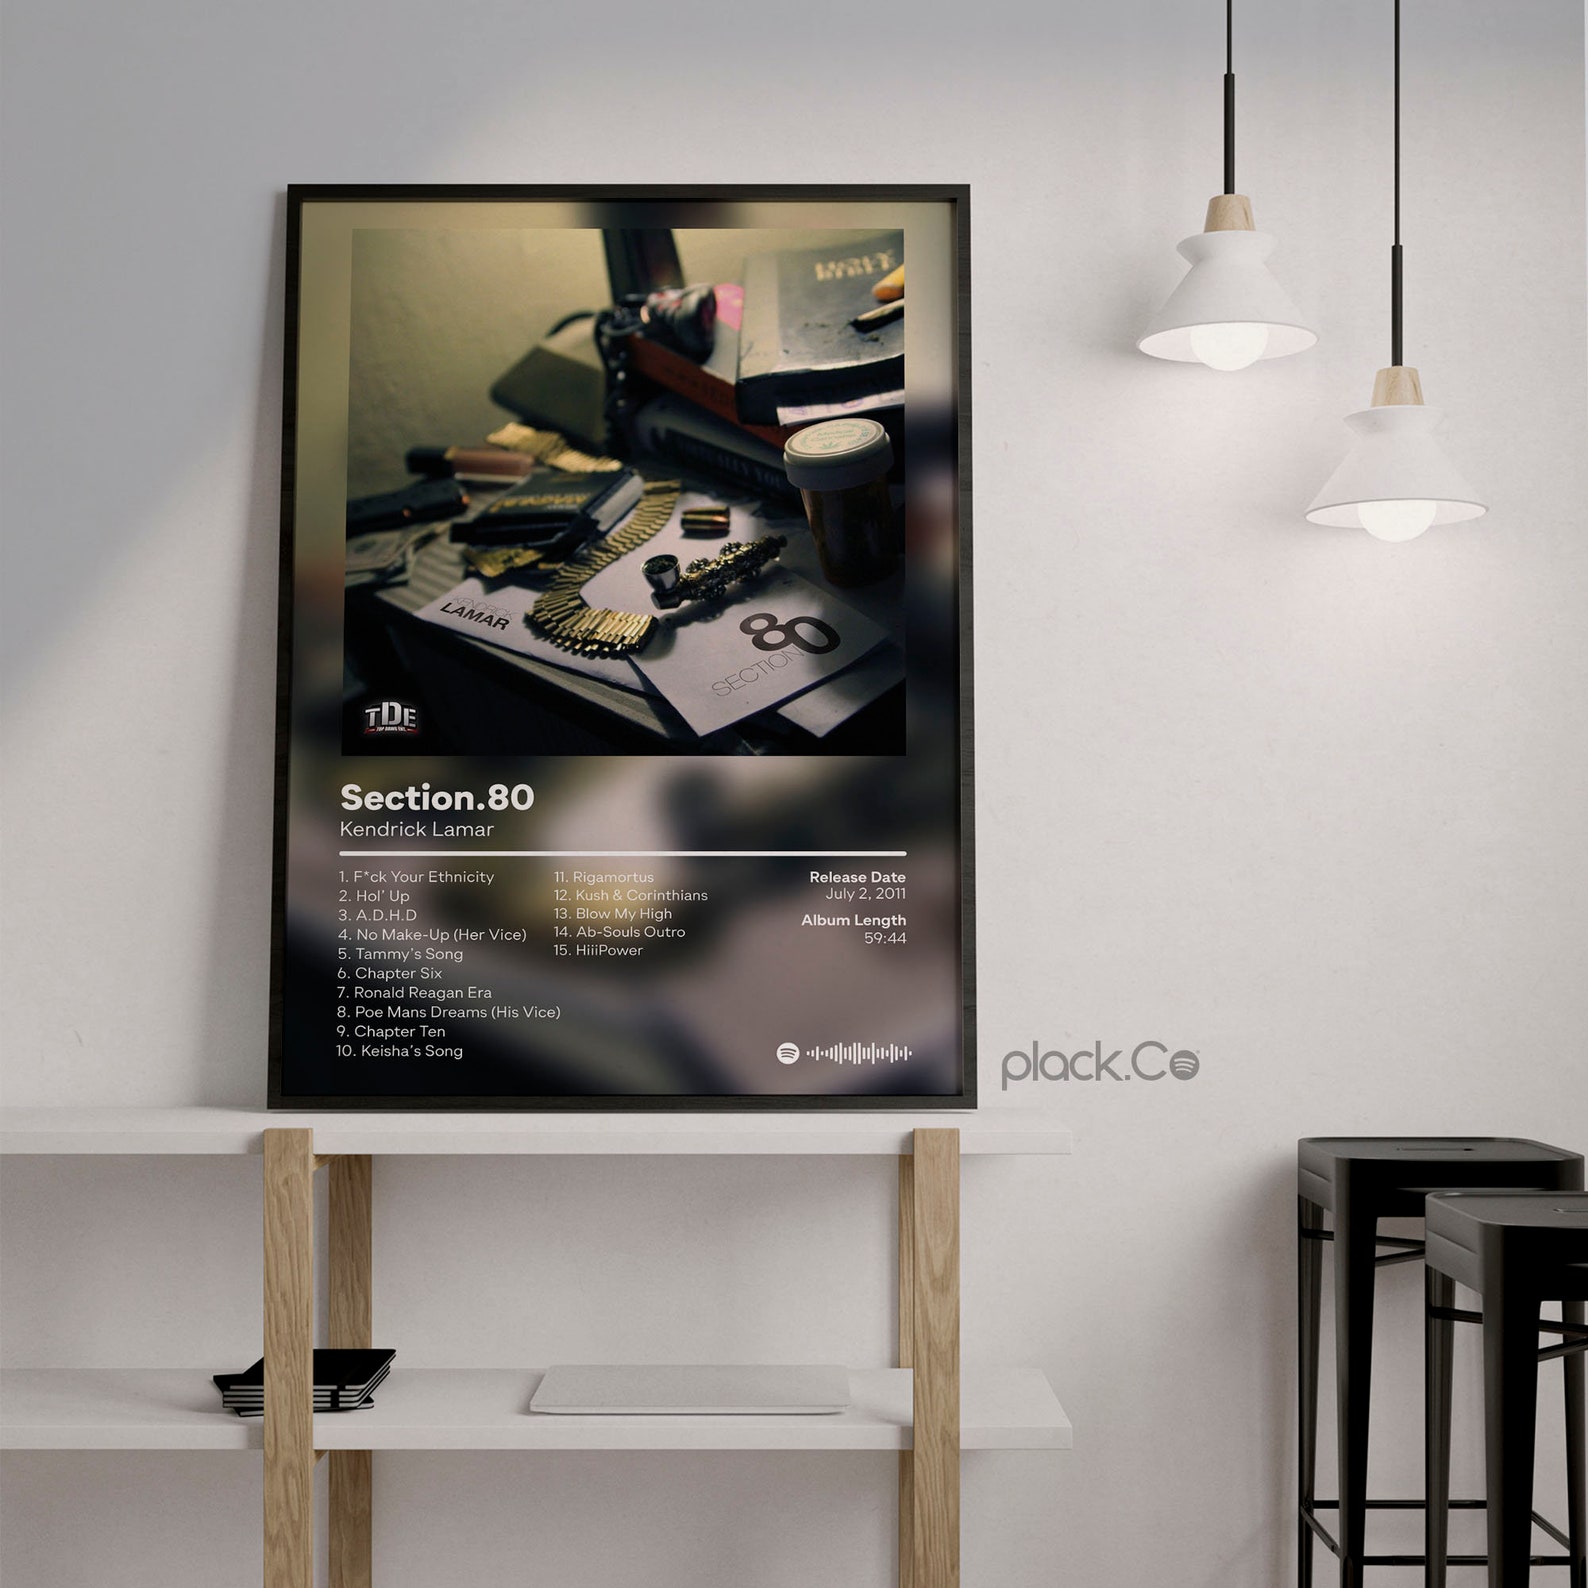 HOLY
BIBLE
KENDRICK
LAMAR
80
SECTION
TDE
TOP DAWG ENT.
Section.80
Kendrick Lamar
1. F*ck Your Ethnicity
2. Hol' Up
3. A.D.H.D
4. No Make-Up (Her Vice)
5. Tammy's Song
6. Chapter Six
7. Ronald Reagan Era
8. Poe Mans Dreams (His Vice)
9. Chapter Ten
10. Keisha's Song
11. Rigamortus
12. Kush & Corinthians
13. Blow My High
14. Ab-Souls Outro
15. HiiiPower
Release Date
July 2, 2011
Album Length
59:44
plack.Co